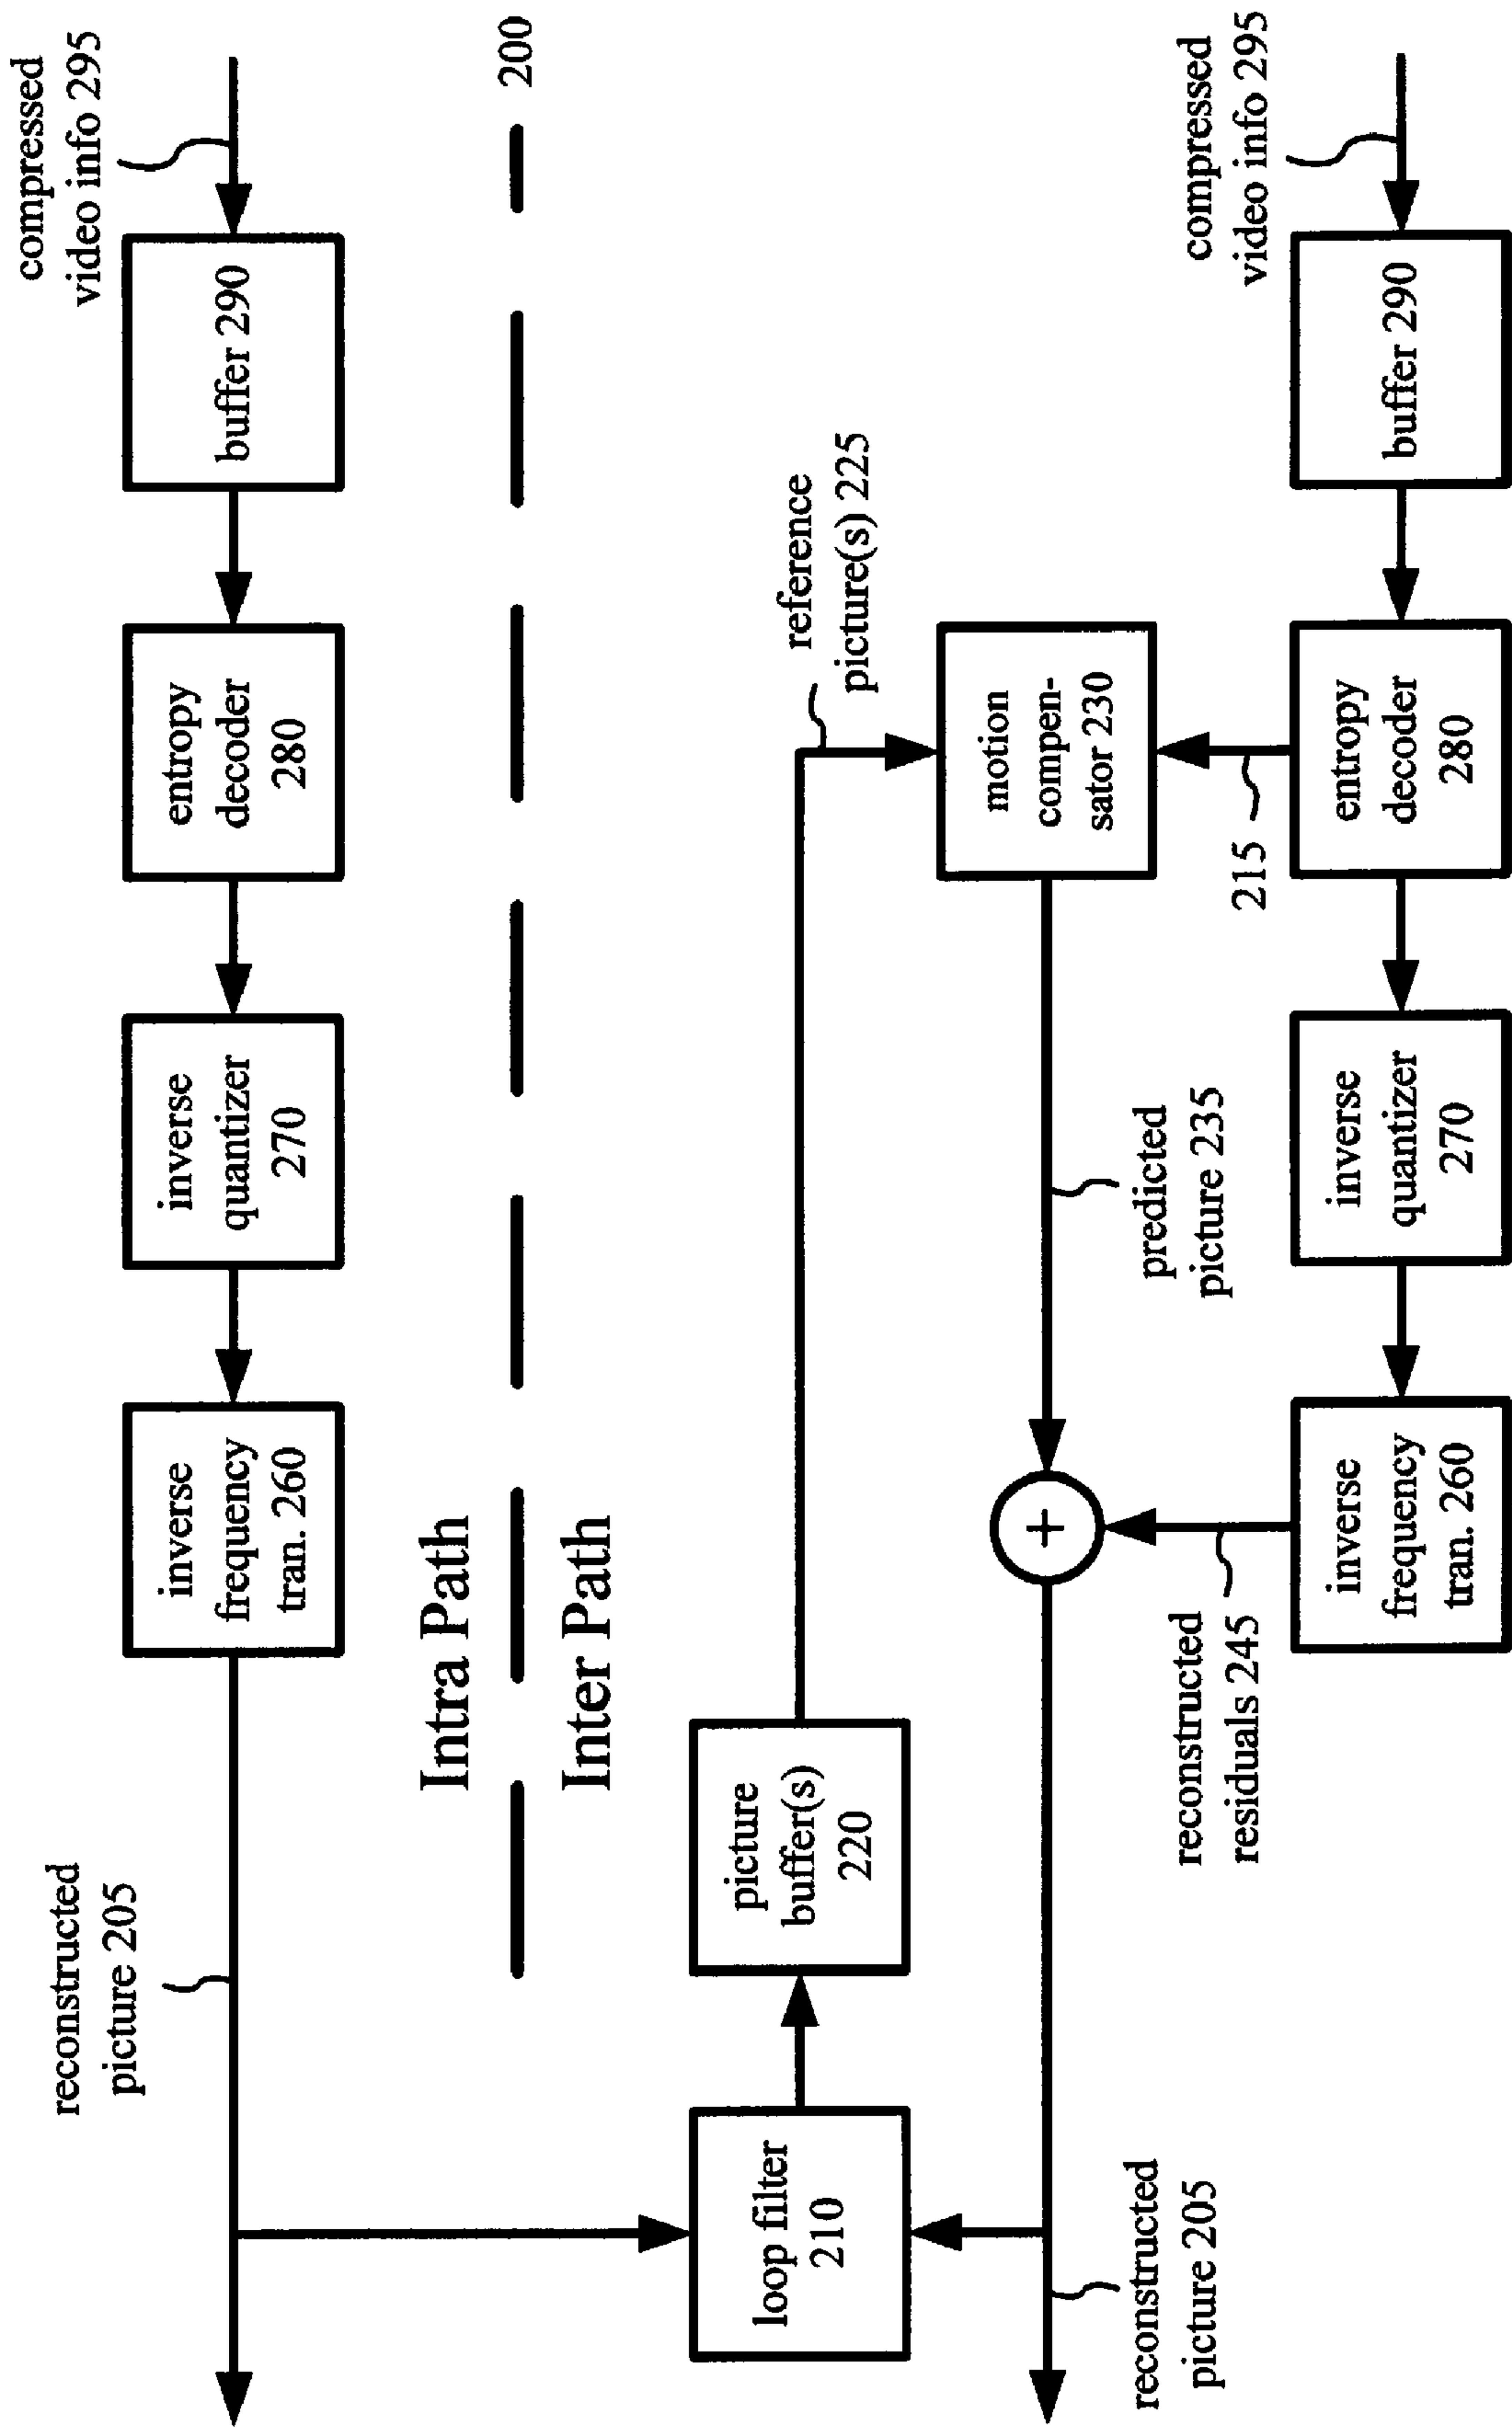 compressed
video info 295
buffer 290
entropy
decoder
280
inverse
quantizer
270
inverse
frequency
tran. 260
reconstructed
picture 205
Intra Path
200
Inter Path
reference
picture(s) 225
picture
buffer(s)
220
loop filter
210
motion
compen-
sator 230
predicted
picture 235
+
215
reconstructed
residuals 245
reconstructed
picture 205
compressed
video info 295
buffer 290
entropy
decoder
280
inverse
quantizer
270
inverse
frequency
tran. 260